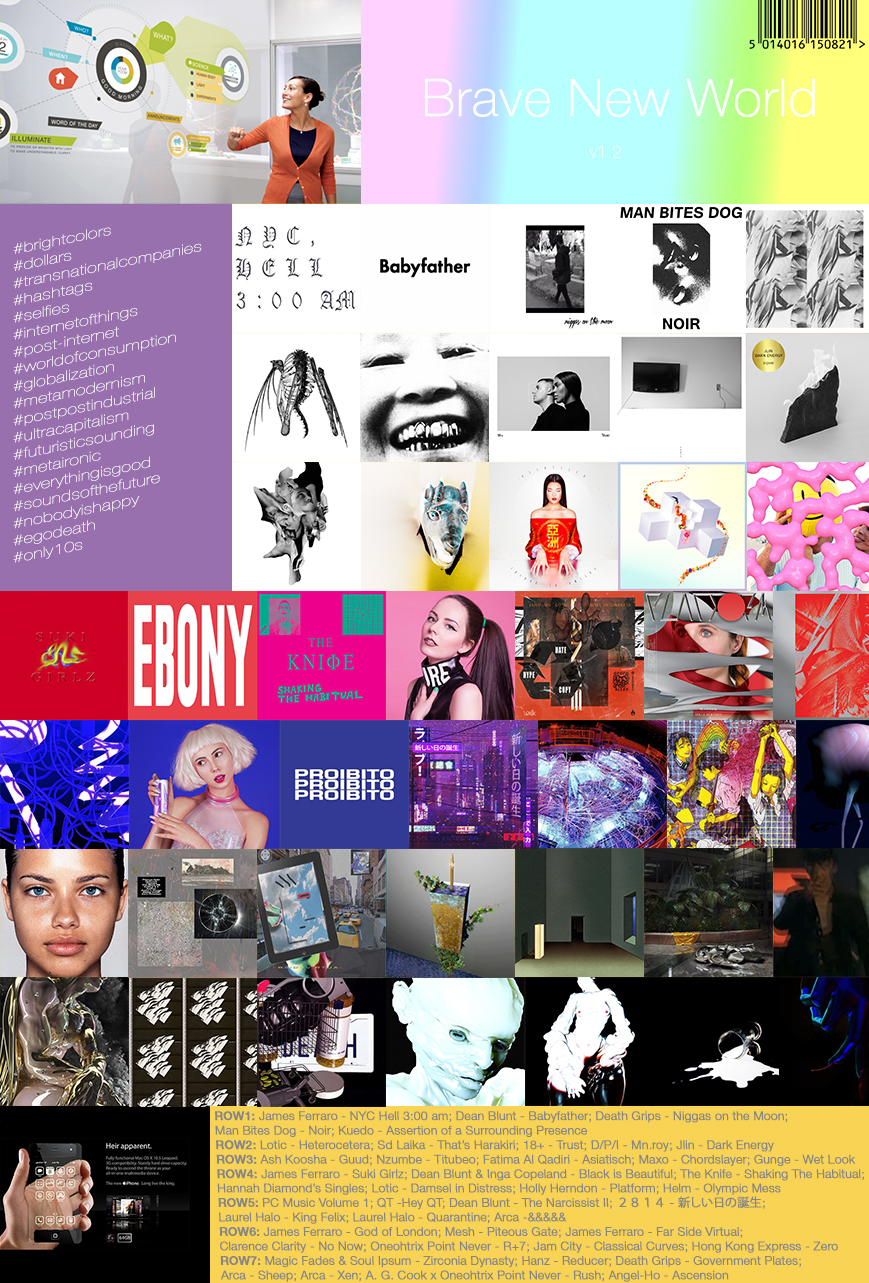 WHO?
WHAT?
WHEN?
SCIENCE
HUMAN BODY
LIGHT
EXPERIMENTS
GOOD MORNING
WORD OF THE DAY
ANNOUNCEMENTS
ILLUMINATE
5 014016 150821 >
Brave New World
v1.2
#brightcolors
#dollars
#transnationalcompanies
#hashtags
#selfies
#internetofthings
#post-internet
#worldofconsumption
#globalization
#metamodernism
#postpostindustrial
#ultracapitalism
#futuristicsounding
#metaironic
#everythingisgood
#soundsofthefuture
#nobodyishappy
#egodeath
#only10s
NYC,
HELL
3:00 AM
Babyfather
niggas on the moon
MAN BITES DOG
NOIR
JLIN
DARK ENERGY
亞洲
SUKI
GIRLZ
EBONY
THE
KNIФE
SHAKING
THE HABITUAL
HATE
HYPE
COPY
PROIBITO
PROIBITO
PROIBITO
新しい日の誕生
新しい日の誕生
Heir apparent.
ROW1: James Ferraro - NYC Hell 3:00 am; Dean Blunt - Babyfather; Death Grips - Niggas on the Moon;
Man Bites Dog - Noir; Kuedo - Assertion of a Surrounding Presence
ROW2: Lotic - Heterocetera; Sd Laika - That's Harakiri; 18+ - Trust; D/P/I - Mn.roy; Jlin - Dark Energy
ROW3: Ash Koosha - Guud; Nzumbe - Titubeo; Fatima Al Qadiri - Asiatisch; Maxo - Chordslayer; Gunge - Wet Look
ROW4: James Ferraro - Suki Girlz; Dean Blunt & Inga Copeland - Black is Beautiful; The Knife - Shaking The Habitual;
Hannah Diamond's Singles; Lotic - Damsel in Distress; Holly Herndon - Platform; Helm - Olympic Mess
ROW5: PC Music Volume 1; QT -Hey QT; Dean Blunt - The Narcissist II; ２８１４ - 新しい日の誕生;
Laurel Halo - King Felix; Laurel Halo - Quarantine; Arca -&&&&&
ROW6: James Ferraro - God of London; Mesh - Piteous Gate; James Ferraro - Far Side Virtual;
Clarence Clarity - No Now; Oneohtrix Point Never - R+7; Jam City - Classical Curves; Hong Kong Express - Zero
ROW7: Magic Fades & Soul Ipsum - Zirconia Dynasty; Hanz - Reducer; Death Grips - Government Plates;
Arca - Sheep; Arca - Xen; A. G. Cook x Oneohtrix Point Never - Rush; Angel-Ho - Ascension